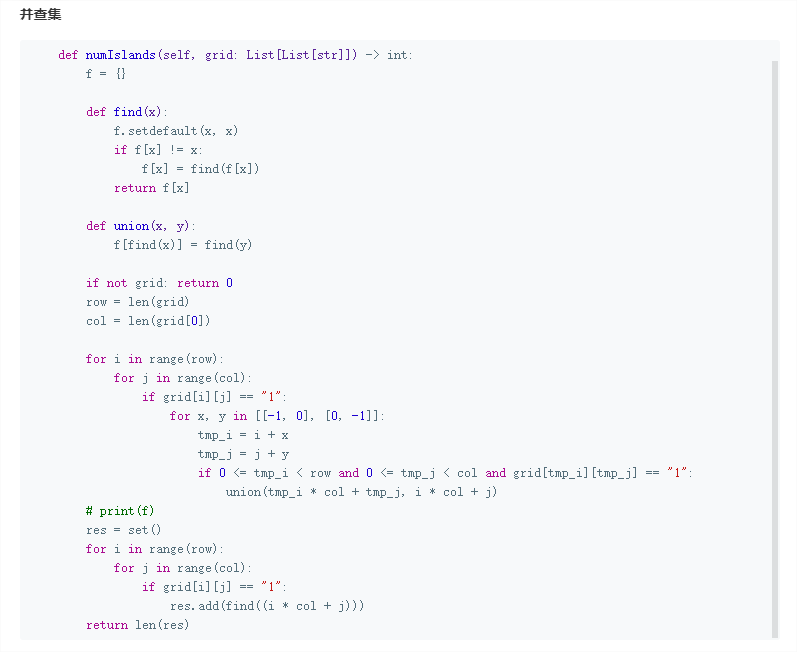 并查集
def numIslands(self, grid: List[List[str]]) -> int:
f = {}
def find(x):
f.setdefault(x, x)
if f[x] != x:
f[x] = find(f[x])
return f[x]
def union(x, y):
f[find(x)] = find(y)
if not grid: return 0
row = len(grid)
col = len(grid[0])
for i in range(row):
for j in range(col):
if grid[i][j] == "1":
for x, y in [[-1, 0], [0, -1]]:
tmp_i = i + x
tmp_j = j + y
if 0 <= tmp_i < row and 0 <= tmp_j < col and grid[tmp_i][tmp_j] == "1":
union(tmp_i * col + tmp_j, i * col + j)
# print(f)
res = set()
for i in range(row):
for j in range(col):
if grid[i][j] == "1":
res.add(find((i * col + j)))
return len(res)